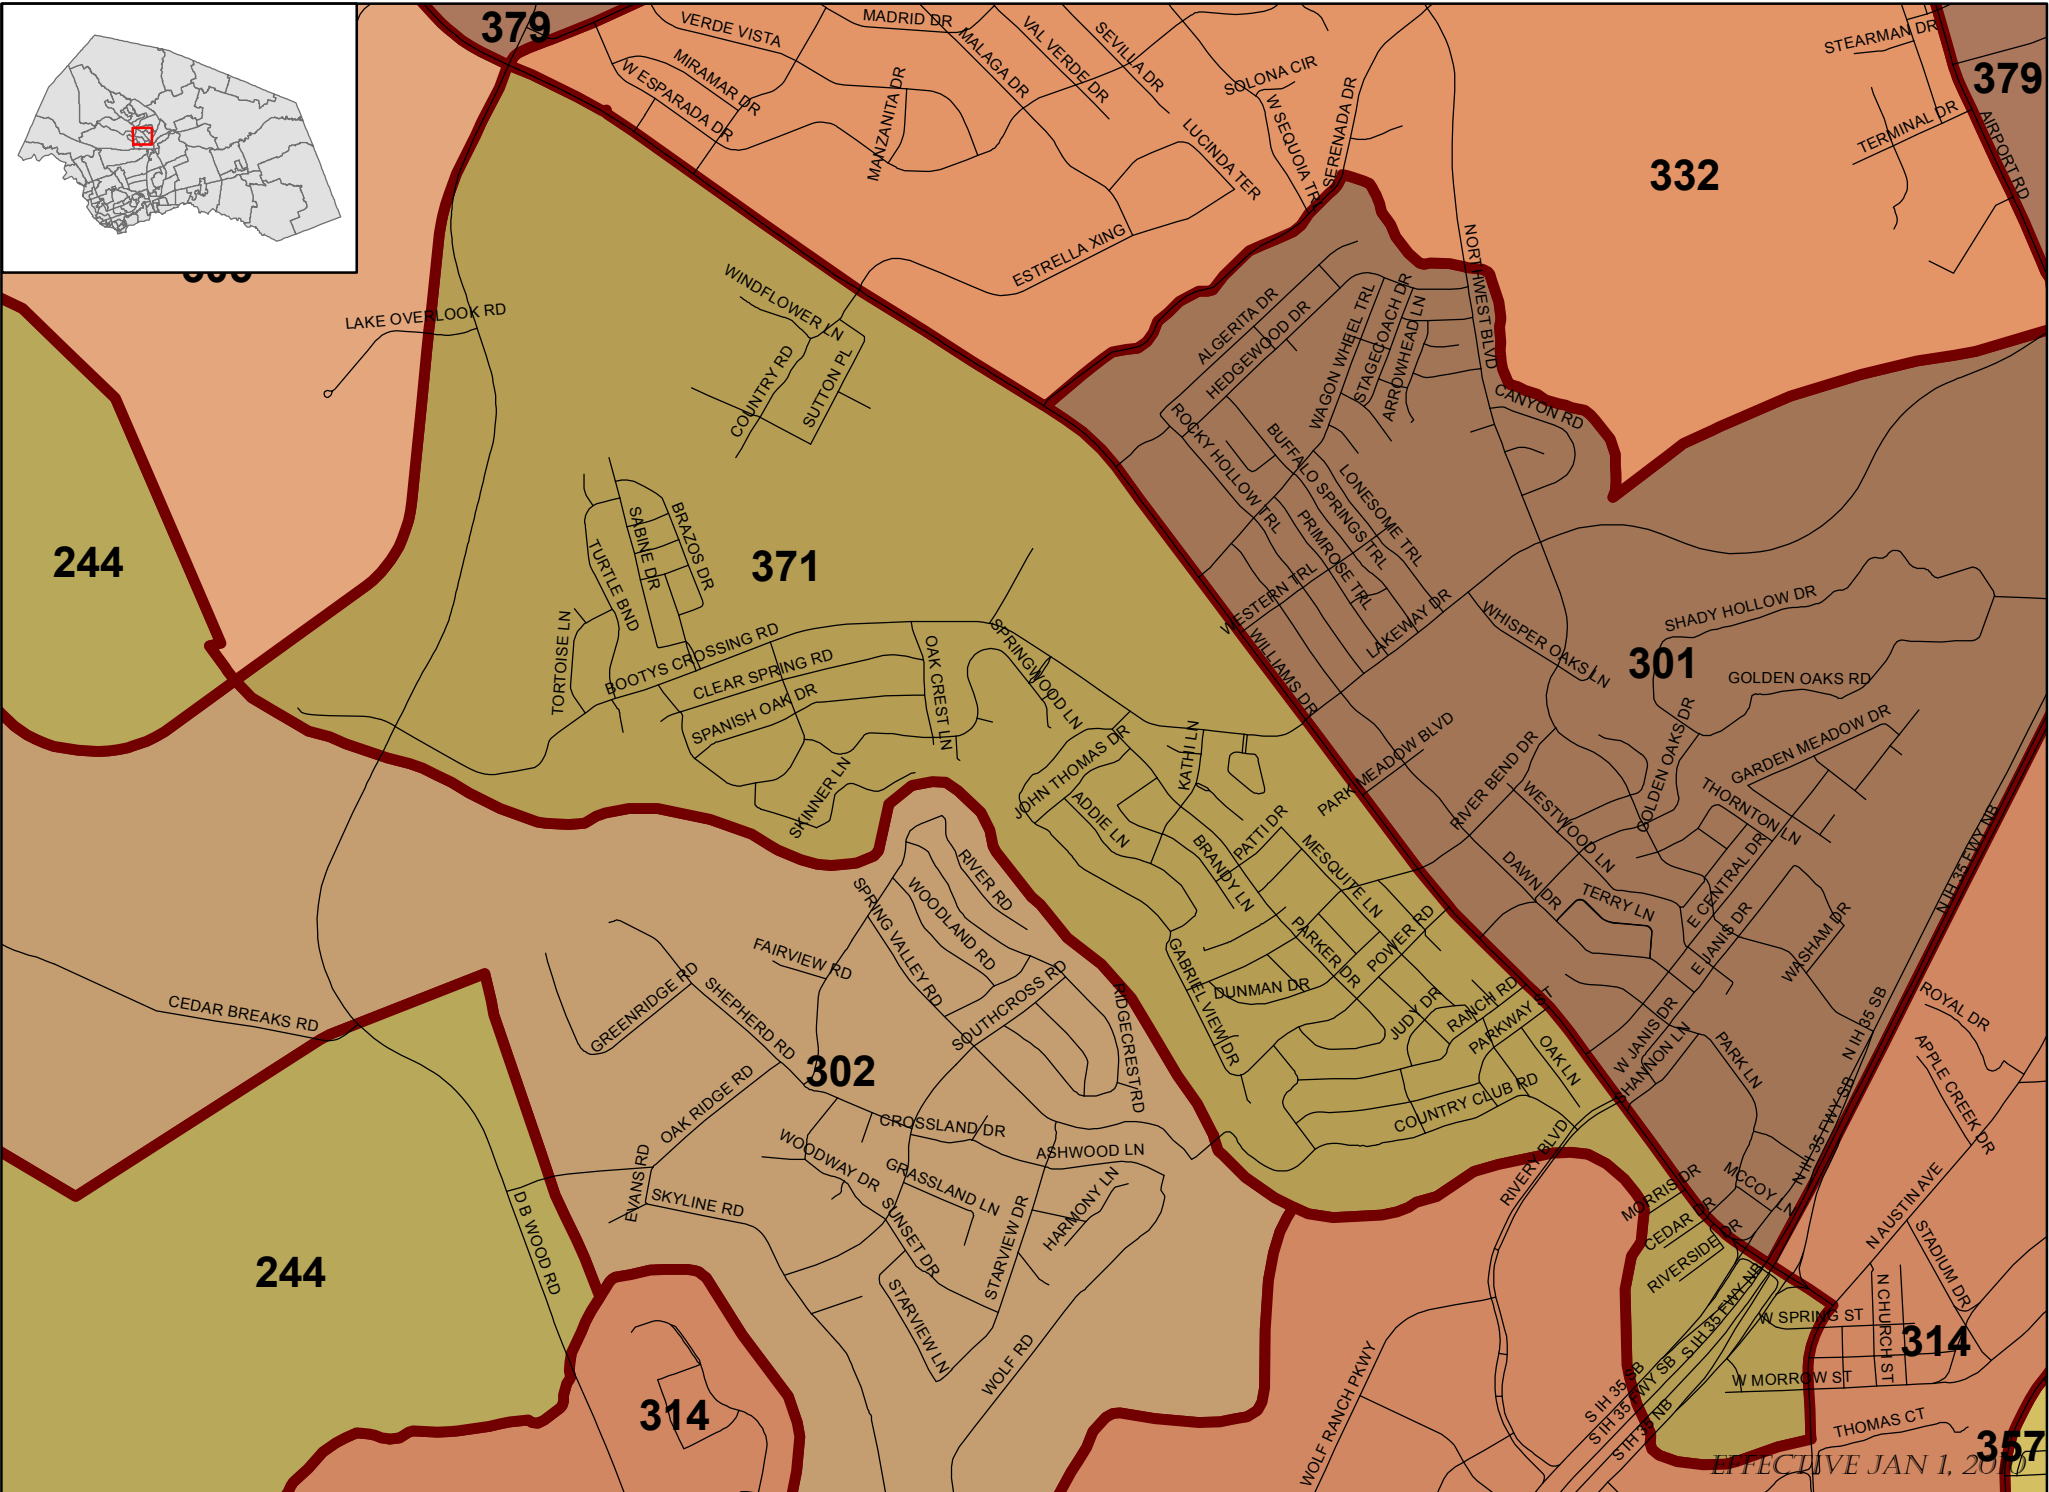 379
VERDE VISTA
MADRID DR
MALAGA DR
VAL VERDE DR
SEVILLA DR
STEARMAN DR
379
MIRAMAR DR
W ESPARADA DR
MANZANITA DR
SOLONA CIR
W SEQUOIA TRL
SERENADA DR
LUCINDA TER
TERMINAL DR
AIRPORT RD
332
ESTRELLA XING
NORTHWEST BLVD
WINDFLOWER LN
LAKE OVERLOOK RD
COUNTRY RD
SUTTON PL
ALGERITA DR
HEDGEWOOD DR
WAGON WHEEL TRL
STAGECOACH DR
ARROWHEAD LN
CANYON RD
ROCKY HOLLOW TRL
BUFFALO SPRINGS TRL
LONESOME TRL
PRIMROSE TRL
244
371
SABINE DR
BRAZOS DR
TURTLE BND
TORTOISE LN
BOOTYS CROSSING RD
CLEAR SPRING RD
SPANISH OAK DR
OAK CREST LN
SPRINGWOOD LN
WESTERN TRL
WILLIAMS DR
LAKEWAY DR
WHISPER OAKS LN
SHADY HOLLOW DR
301
GOLDEN OAKS RD
GOLDEN OAKS DR
GARDEN MEADOW DR
PARK MEADOW BLVD
RIVER BEND DR
WESTWOOD LN
THORNTON LN
SKINNER LN
JOHN THOMAS DR
KATHI LN
ADDIE LN
BRANDY LN
PATTI DR
MESQUITE LN
DAWN DR
TERRY LN
E CENTRAL DR
E JANIS DR
WASHAM DR
N IH 35 FWY NB
RIVER RD
WOODLAND RD
SPRING VALLEY RD
FAIRVIEW RD
GREENRIDGE RD
SHEPHERD RD
SOUTHCROSS RD
RIDGECREST RD
GABRIEL VIEW DR
DUNMAN DR
PARKER DR
POWER RD
JUDY DR
RANCH RD
PARKWAY ST
OAK LN
W JANIS DR
SHANNON LN
PARK LN
N IH 35 SB
ROYAL DR
APPLE CREEK DR
CEDAR BREAKS RD
302
OAK RIDGE RD
CROSSLAND DR
COUNTRY CLUB RD
N IH 35 FWY SB
RIVERY BLVD
WOODWAY DR
GRASSLAND LN
ASHWOOD LN
HARMONY LN
EVANS RD
SKYLINE RD
SUNSET DR
STARVIEW DR
MORRIS DR
MCCOY LN
CEDAR DR
RIVERSIDE DR
N AUSTIN AVE
STADIUM DR
D B WOOD RD
244
STARVIEW LN
WOLF RD
S IH 35 FWY NB
W SPRING ST
N CHURCH ST
314
WOLF RANCH PKWY
S IH 35 SB
S IH 35 FWY SB
S IH 35 NB
W MORROW ST
314
THOMAS CT
357
EFFECTIVE JAN 1, 2010